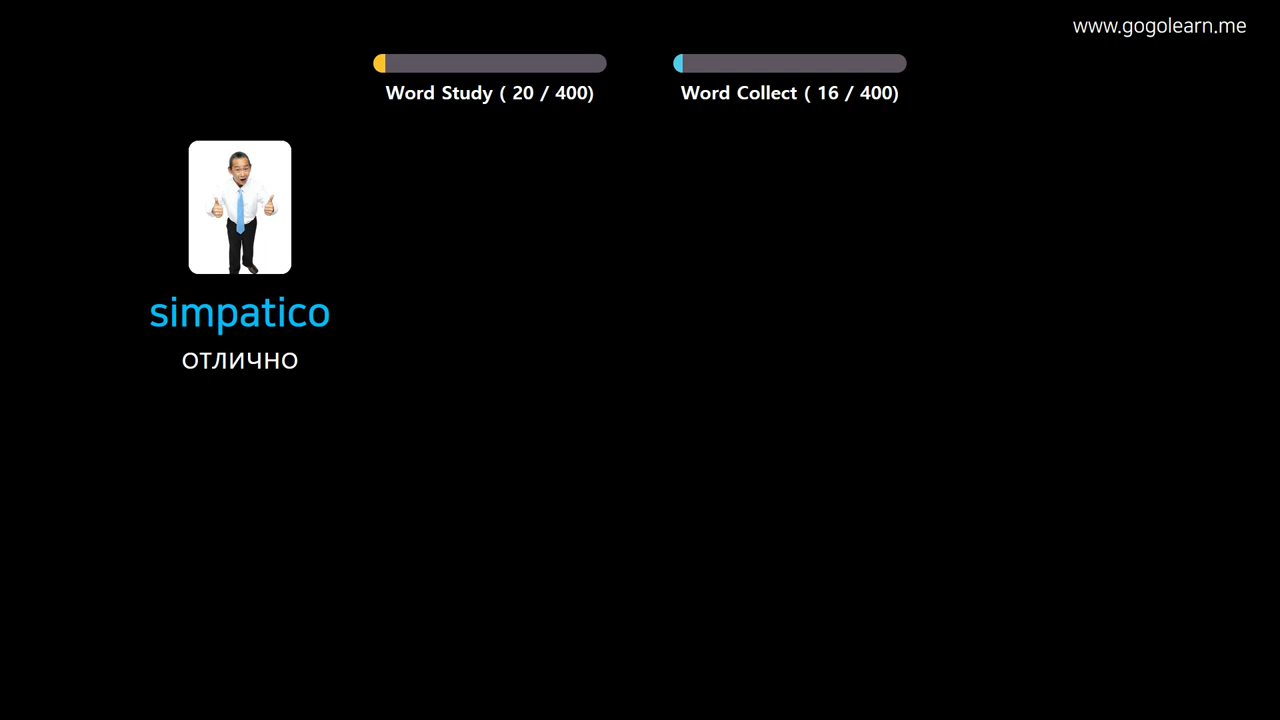 www.gogolearn.me
Word Study ( 20 / 400)
Word Collect ( 16 / 400)
simpatico
отлично